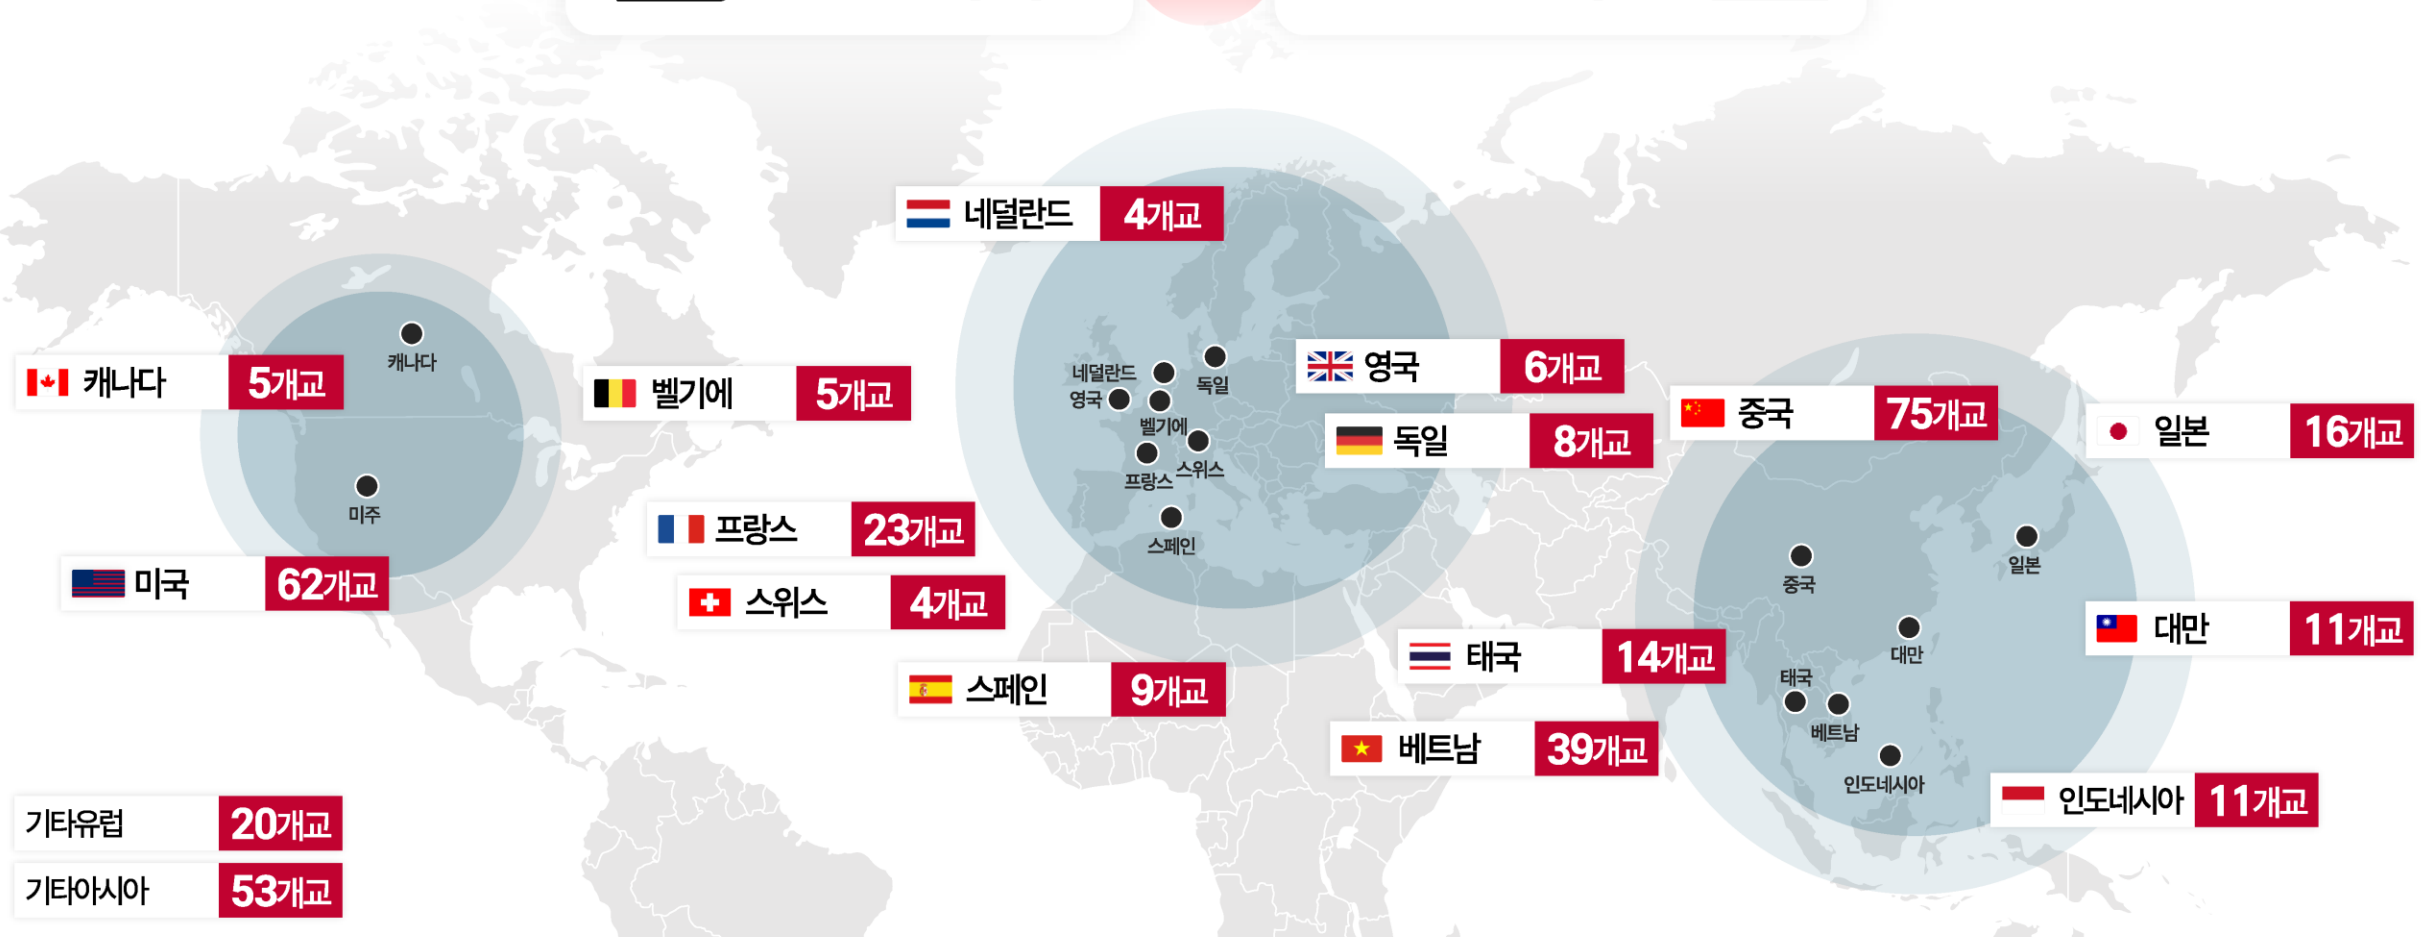 네덜란드 4개교
캐나다
캐나다 5개교
벨기에 5개교
네덜란드
독일
영국
벨기에
스위스
프랑스
스페인
영국 6개교
독일 8개교
중국 75개교
일본 16개교
미주
미국 62개교
프랑스 23개교
스위스 4개교
스페인 9개교
중국
일본
대만
태국
베트남
인도네시아
대만 11개교
태국 14개교
베트남 39개교
인도네시아 11개교
기타유럽 20개교
기타아시아 53개교